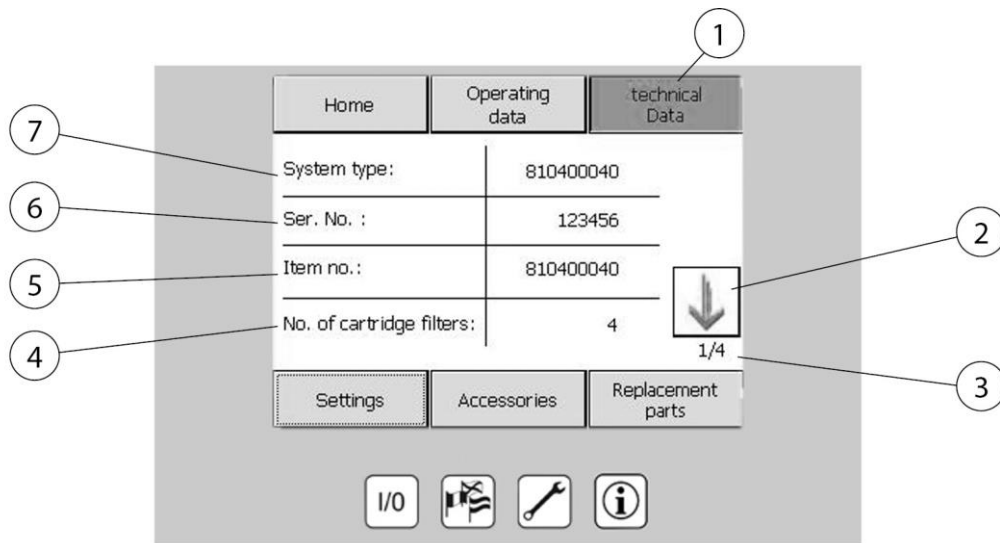 1
Home
Operating
data
technical
Data
7
System type:
810400040
6
Ser. No. :
123456
2
5
Item no.:
810400040
4
No. of cartridge filters:
4
1/4
3
Settings
Accessories
Replacement
parts
I/0
i